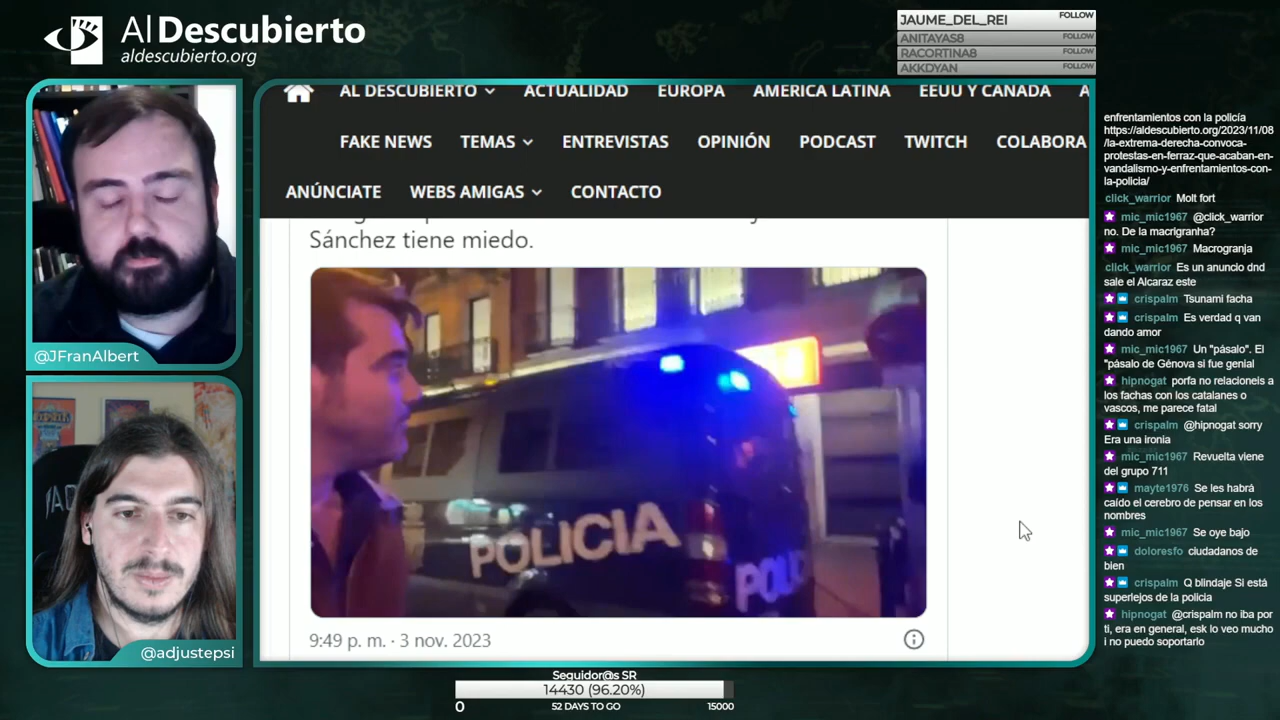 Al Descubierto
aldescubierto.org
JAUME_DEL_REI FOLLOW
ANITAYAS8 FOLLOW
RACORTINA8 FOLLOW
AKKDYAN FOLLOW
@JFranAlbert
@adjustepsi
AL DESCUBIERTO ACTUALIDAD EUROPA AMÉRICA LATINA EEUU Y CANADÁ A
FAKE NEWS TEMAS ENTREVISTAS OPINIÓN PODCAST TWITCH COLABORA
ANÚNCIATE WEBS AMIGAS CONTACTO
Sánchez tiene miedo.
POLICIA
POLI
9:49 p. m. · 3 nov. 2023
enfrentamientos con la policía
https://aldescubierto.org/2023/11/08
/la-extrema-derecha-convoca-
protestas-en-ferraz-que-acaban-en-
vandalismo-y-enfrentamientos-con-
la-policia/
click_warrior Molt fort
mic_mic1967 @click_warrior
no. De la macrigranha?
mic_mic1967 Macrogranja
click_warrior Es un anuncio dnd
sale el Alcaraz este
crispalm Tsunami facha
crispalm Es verdad q van
dando amor
mic_mic1967 Un "pásalo". El
"pásalo de Génova si fue genial
hipnogat porfa no relacioneis a
los fachas con los catalanes o
vascos, me parece fatal
crispalm @hipnogat sorry
Era una ironia
mic_mic1967 Revuelta viene
del grupo 711
mayte1976 Se les habrá
caído el cerebro de pensar en los
nombres
mic_mic1967 Se oye bajo
doloresfo ciudadanos de
bien
crispalm Q blindaje Si está
superlejos de la policia
hipnogat @crispalm no iba por
ti, era en general, esk lo veo mucho
i no puedo soportarlo
Seguidor@s SR
14430 (96.20%)
0 52 DAYS TO GO 15000